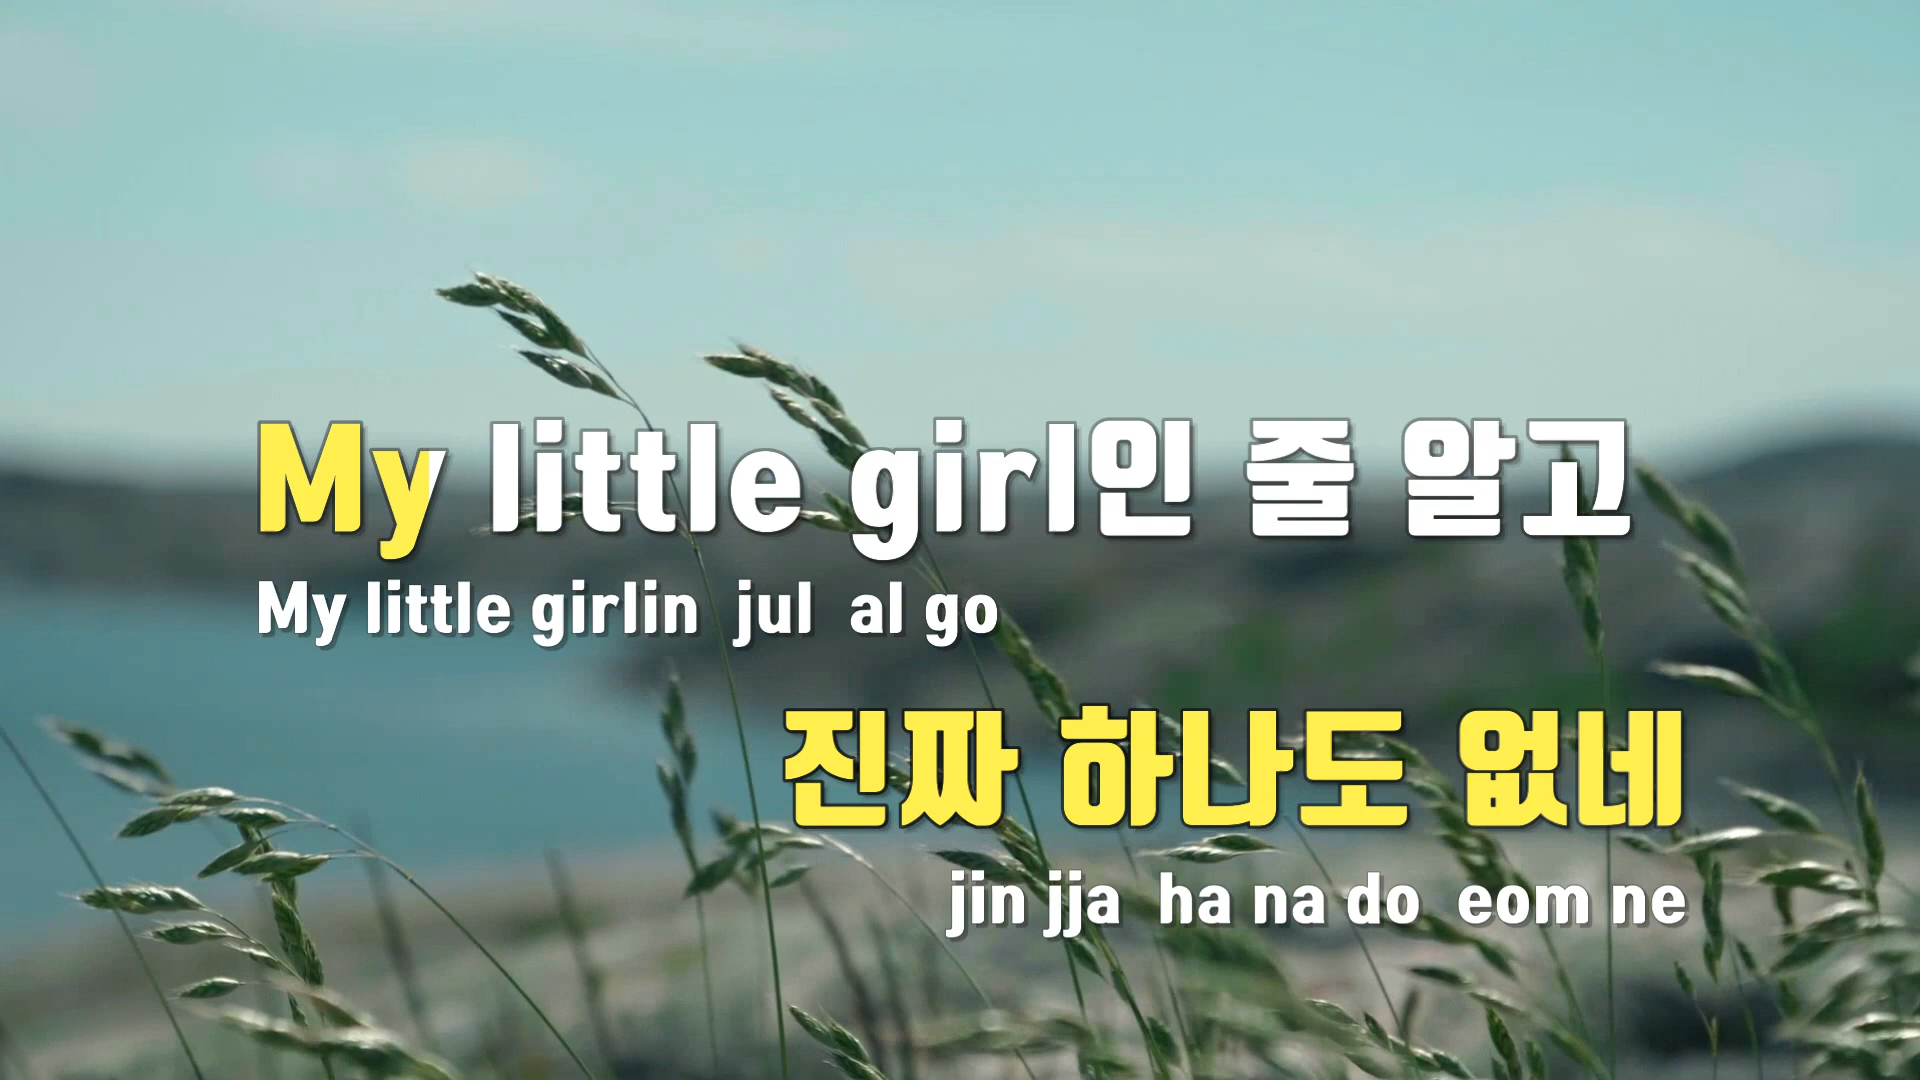 My little girl인 줄 알고
My little girlin jul al go
진짜 하나도 없네
jin jja ha na do eom ne